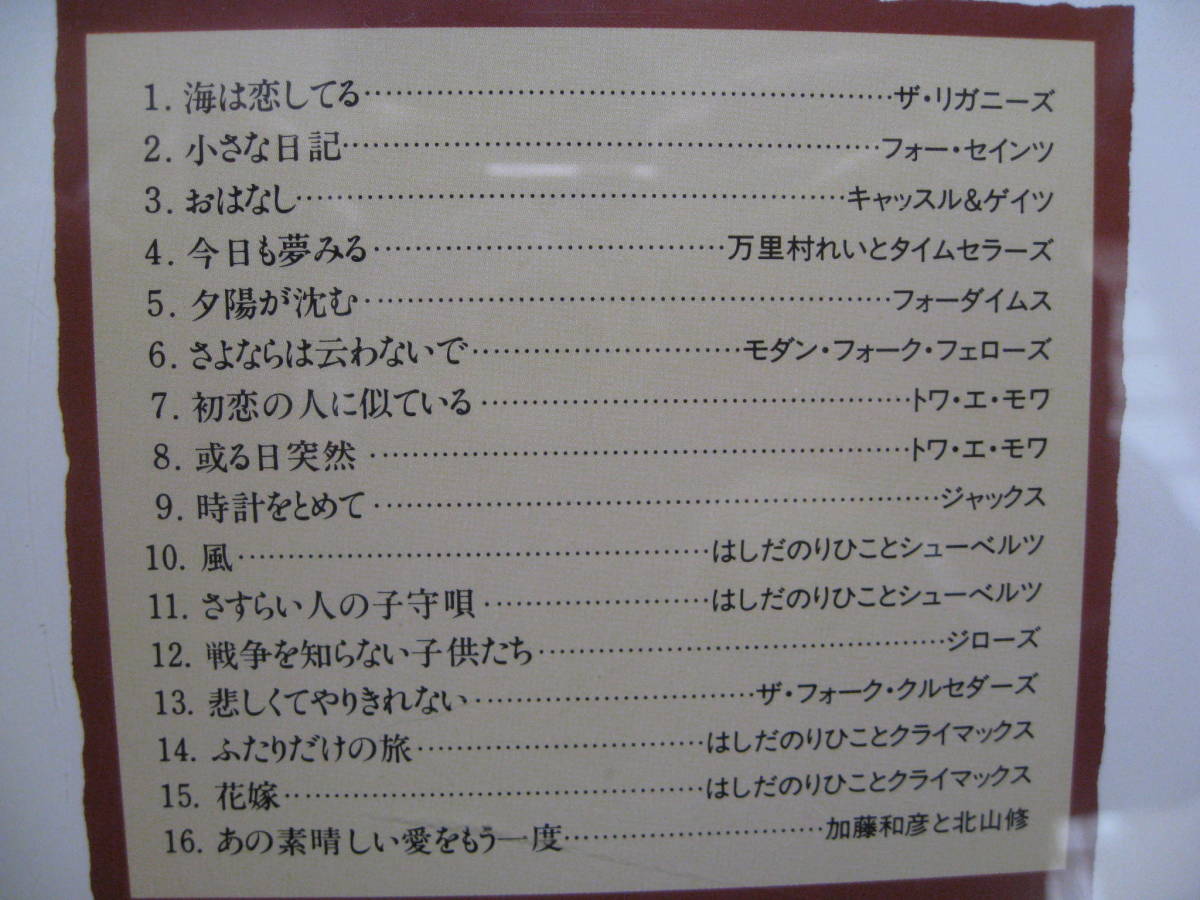 1. 海は恋してる……ザ・リガニーズ
2. 小さな日記……フォー・セインツ
3. おはなし……キャッスル&ゲイツ
4. 今日も夢みる……万里村れいとタイムセラーズ
5. 夕陽が沈む……フォーダイムス
6. さよならは云わないで……モダン・フォーク・フェローズ
7. 初恋の人に似ている……トワ・エ・モワ
8. 或る日突然……トワ・エ・モワ
9. 時計をとめて……ジャックス
10. 風……はしだのりひことシューベルツ
11. さすらい人の子守唄……はしだのりひことシューベルツ
12. 戦争を知らない子供たち……ジローズ
13. 悲しくてやりきれない……ザ・フォーク・クルセダーズ
14. ふたりだけの旅……はしだのりひことクライマックス
15. 花嫁……はしだのりひことクライマックス
16. あの素晴しい愛をもう一度……加藤和彦と北山修